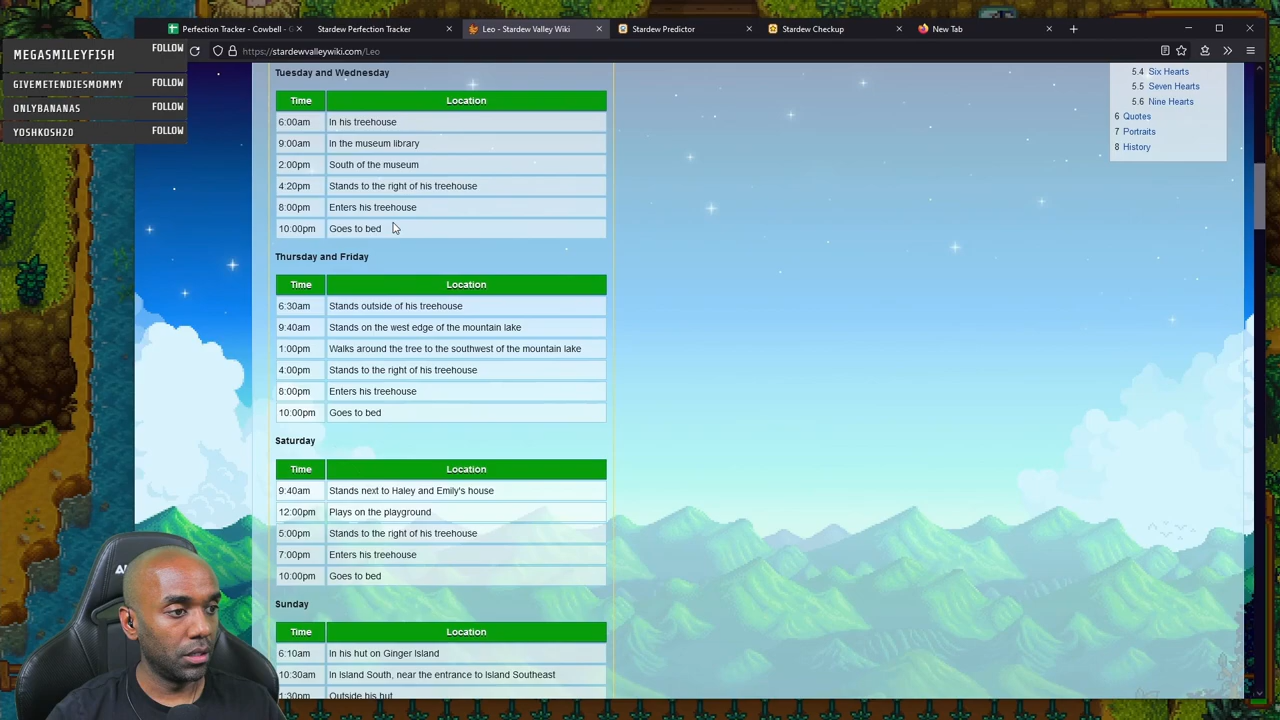 Perfection Tracker - Cowbell - G
Stardew Perfection Tracker
Leo - Stardew Valley Wiki
Stardew Predictor
Stardew Checkup
New Tab
https://stardewvalleywiki.com/Leo
MEGASMILEYFISH FOLLOW
GIVEMETENDIESMOMMY FOLLOW
ONLYBANANAS FOLLOW
YOSHKOSH20 FOLLOW
Tuesday and Wednesday
Time Location
6:00am In his treehouse
9:00am In the museum library
2:00pm South of the museum
4:20pm Stands to the right of his treehouse
8:00pm Enters his treehouse
10:00pm Goes to bed
Thursday and Friday
Time Location
6:30am Stands outside of his treehouse
9:40am Stands on the west edge of the mountain lake
1:00pm Walks around the tree to the southwest of the mountain lake
4:00pm Stands to the right of his treehouse
8:00pm Enters his treehouse
10:00pm Goes to bed
Saturday
Time Location
9:40am Stands next to Haley and Emily's house
12:00pm Plays on the playground
5:00pm Stands to the right of his treehouse
7:00pm Enters his treehouse
10:00pm Goes to bed
Sunday
Time Location
6:10am In his hut on Ginger Island
10:30am In Island South, near the entrance to Island Southeast
1:30pm Outside his hut
5.4 Six Hearts
5.5 Seven Hearts
5.6 Nine Hearts
6 Quotes
7 Portraits
8 History